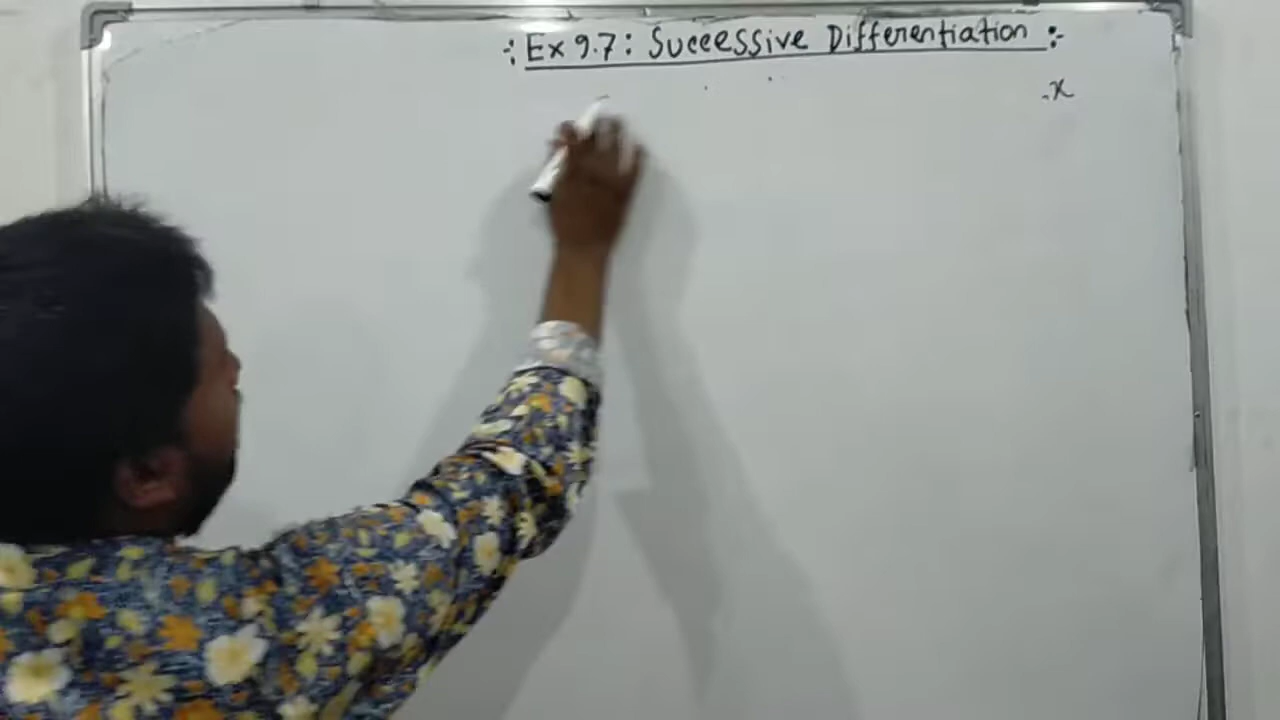 :Ex 9.7: Successive Differentiation :-
.x